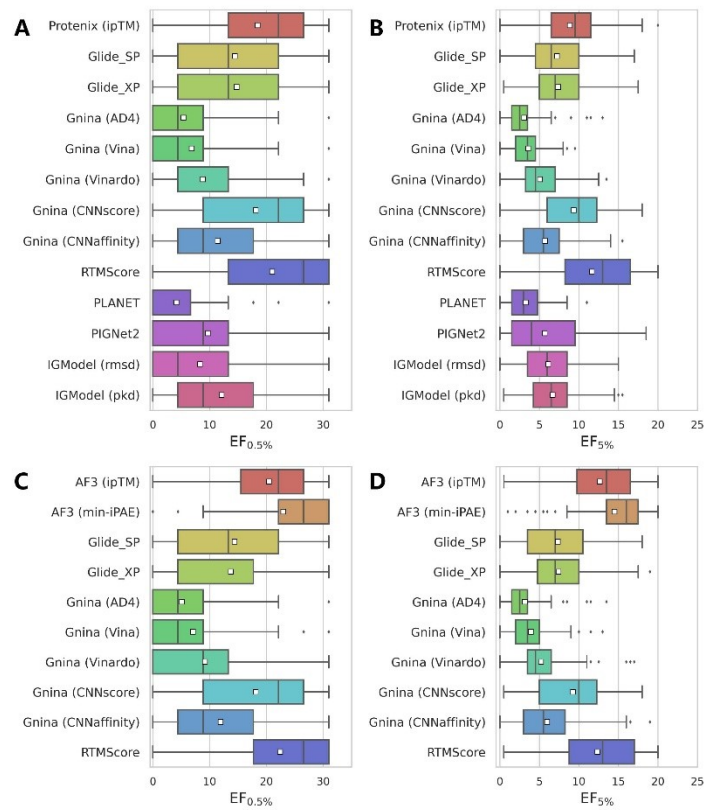 A
Protenix (ipTM)
Glide_SP
Glide_XP
Gnina (AD4)
Gnina (Vina)
Gnina (Vinardo)
Gnina (CNNscore)
Gnina (CNNaffinity)
RTMScore
PLANET
PIGNet2
IGModel (rmsd)
IGModel (pkd)
0 10 20 30
EF0.5%
B
Protenix (ipTM)
Glide_SP
Glide_XP
Gnina (AD4)
Gnina (Vina)
Gnina (Vinardo)
Gnina (CNNscore)
Gnina (CNNaffinity)
RTMScore
PLANET
PIGNet2
IGModel (rmsd)
IGModel (pkd)
0 5 10 15 20 25
EF5%
C
AF3 (ipTM)
AF3 (min-iPAE)
Glide_SP
Glide_XP
Gnina (AD4)
Gnina (Vina)
Gnina (Vinardo)
Gnina (CNNscore)
Gnina (CNNaffinity)
RTMScore
0 10 20 30
EF0.5%
D
AF3 (ipTM)
AF3 (min-iPAE)
Glide_SP
Glide_XP
Gnina (AD4)
Gnina (Vina)
Gnina (Vinardo)
Gnina (CNNscore)
Gnina (CNNaffinity)
RTMScore
0 5 10 15 20 25
EF5%